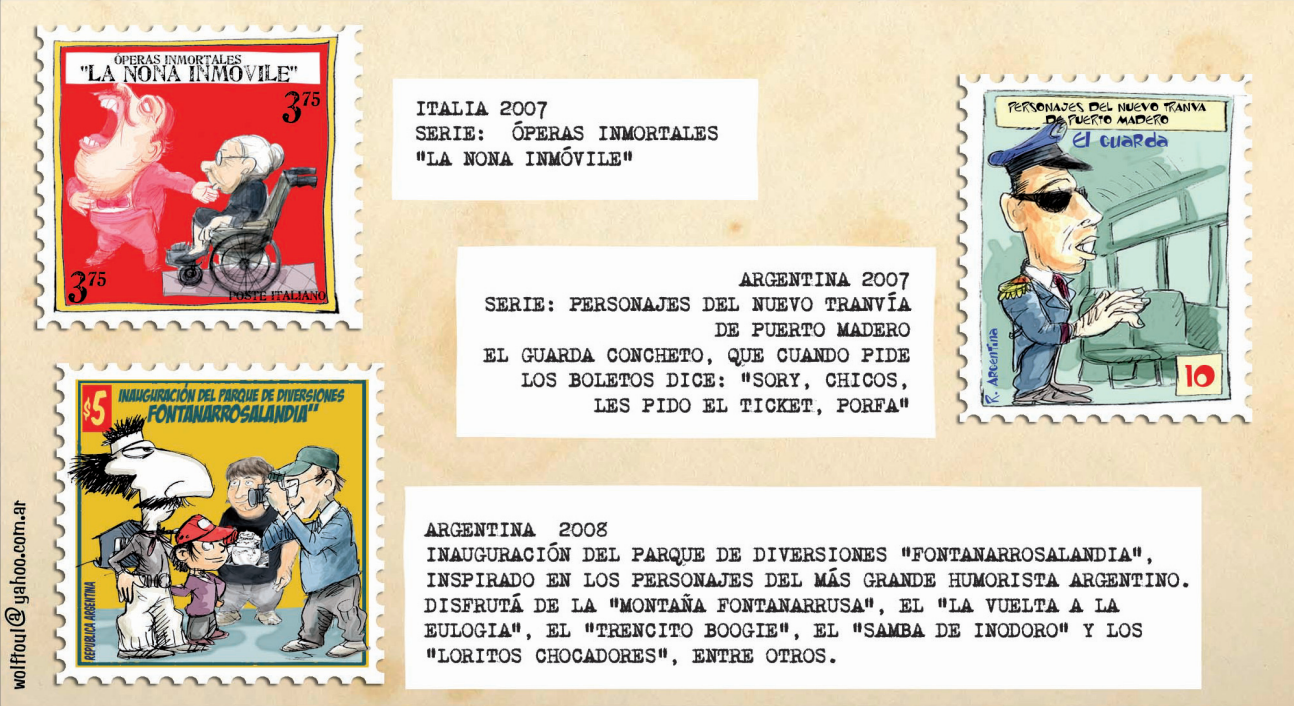 ÓPERAS INMORTALES
"LA NONA INMOVILE"
3 75
3 75
POSTE ITALIANO
ITALIA 2007
SERIE: ÓPERAS INMORTALES
"LA NONA INMÓVILE"
PERSONAJES DEL NUEVO TRANVA
DE PUERTO MADERO
El GUARda
R. ARGentina
10
ARGENTINA 2007
SERIE: PERSONAJES DEL NUEVO TRANVÍA
DE PUERTO MADERO
EL GUARDA CONCHETO, QUE CUANDO PIDE
LOS BOLETOS DICE: "SORY, CHICOS,
LES PIDO EL TICKET, PORFA"
$5
INAUGURACIÓN DEL PARQUE DE DIVERSIONES
FONTANARROSALANDIA"
REPUBLICA ARGENTINA
ARGENTINA 2008
INAUGURACIÓN DEL PARQUE DE DIVERSIONES "FONTANARROSALANDIA",
INSPIRADO EN LOS PERSONAJES DEL MÁS GRANDE HUMORISTA ARGENTINO.
DISFRUTÁ DE LA "MONTAÑA FONTANARRUSA", EL "LA VUELTA A LA
EULOGIA", EL "TRENCITO BOOGIE", EL "SAMBA DE INODORO" Y LOS
"LORITOS CHOCADORES", ENTRE OTROS.
wolffraul@yahoo.com.ar